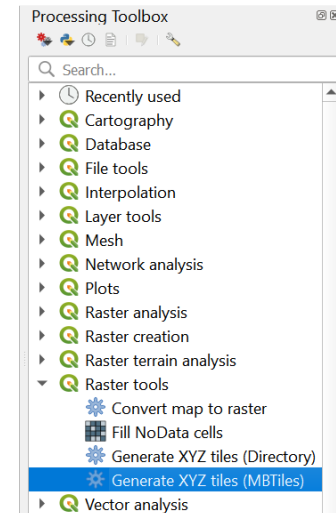 Processing Toolbox
Search...
Recently used
Cartography
Database
File tools
Interpolation
Layer tools
Mesh
Network analysis
Plots
Raster analysis
Raster creation
Raster terrain analysis
Raster tools
Convert map to raster
Fill NoData cells
Generate XYZ tiles (Directory)
Generate XYZ tiles (MBTiles)
Vector analysis